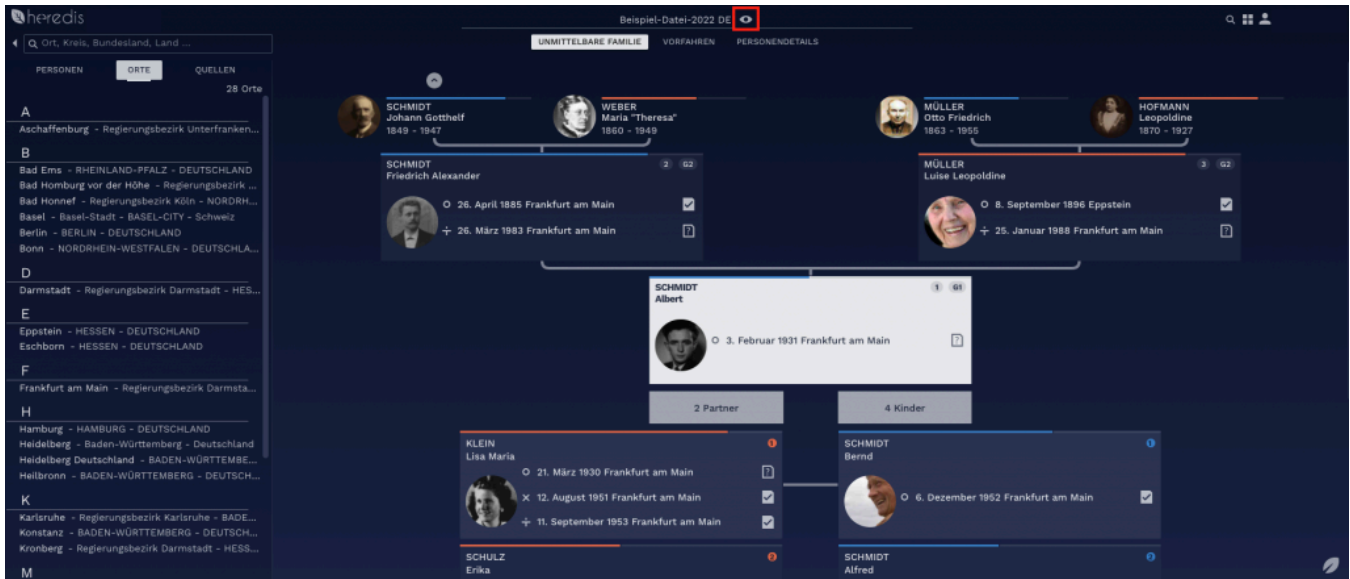 heredis
Beispiel-Datei-2022 DE
Ort, Kreis, Bundesland, Land ...
UNMITTELBARE FAMILIE VORFAHREN PERSONENDETAILS
PERSONEN ORTE QUELLEN
28 Orte
A
Aschaffenburg - Regierungsbezirk Unterfranken...
B
Bad Ems - RHEINLAND-PFALZ - DEUTSCHLAND
Bad Homburg vor der Höhe - Regierungsbezirk ...
Bad Honnef - Regierungsbezirk Köln - NORDRH...
Basel - Basel-Stadt - BASEL-CITY - Schweiz
Berlin - BERLIN - DEUTSCHLAND
Bonn - NORDRHEIN-WESTFALEN - DEUTSCHLA...
D
Darmstadt - Regierungsbezirk Darmstadt - HES...
E
Eppstein - HESSEN - DEUTSCHLAND
Eschborn - HESSEN - DEUTSCHLAND
F
Frankfurt am Main - Regierungsbezirk Darmsta...
H
Hamburg - HAMBURG - DEUTSCHLAND
Heidelberg - Baden-Württemberg - Deutschland
Heidelberg Deutschland - BADEN-WÜRTTEMBE...
Heilbronn - BADEN-WÜRTTEMBERG - DEUTSCH...
K
Karlsruhe - Regierungsbezirk Karlsruhe - BADE...
Konstanz - BADEN-WÜRTTEMBERG - DEUTSCH...
Kronberg - Regierungsbezirk Darmstadt - HESS...
M
SCHMIDT
Johann Gotthelf
1849 - 1947
WEBER
Maria "Theresa"
1860 - 1949
MÜLLER
Otto Friedrich
1863 - 1955
HOFMANN
Leopoldine
1870 - 1927
SCHMIDT 2 G2
Friedrich Alexander
26. April 1885 Frankfurt am Main
26. März 1983 Frankfurt am Main ?
MÜLLER 3 G2
Luise Leopoldine
8. September 1896 Eppstein
25. Januar 1988 Frankfurt am Main ?
SCHMIDT 1 G1
Albert
3. Februar 1931 Frankfurt am Main ?
2 Partner
4 Kinder
KLEIN 1
Lisa Maria
21. März 1930 Frankfurt am Main ?
12. August 1951 Frankfurt am Main
11. September 1953 Frankfurt am Main
SCHMIDT 1
Bernd
6. Dezember 1952 Frankfurt am Main
SCHULZ 2
Erika
SCHMIDT 2
Alfred